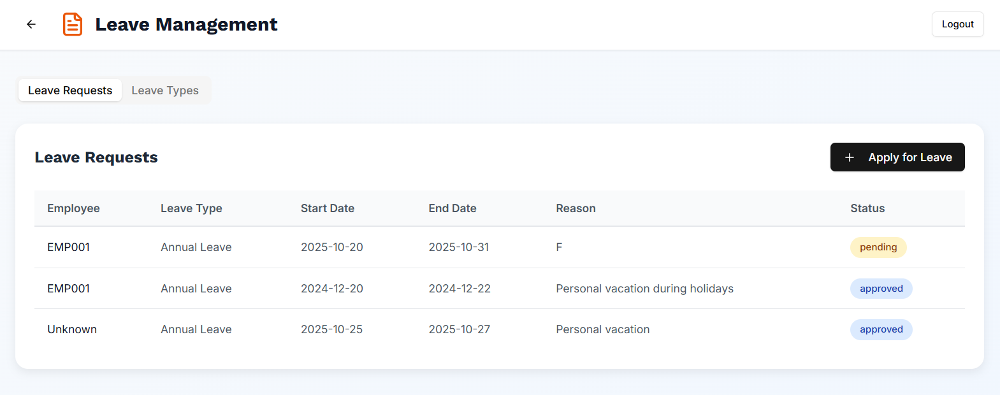 Leave Management
Logout
Leave Requests Leave Types
Leave Requests
+ Apply for Leave
Employee Leave Type Start Date End Date Reason Status
EMP001 Annual Leave 2025-10-20 2025-10-31 F pending
EMP001 Annual Leave 2024-12-20 2024-12-22 Personal vacation during holidays approved
Unknown Annual Leave 2025-10-25 2025-10-27 Personal vacation approved